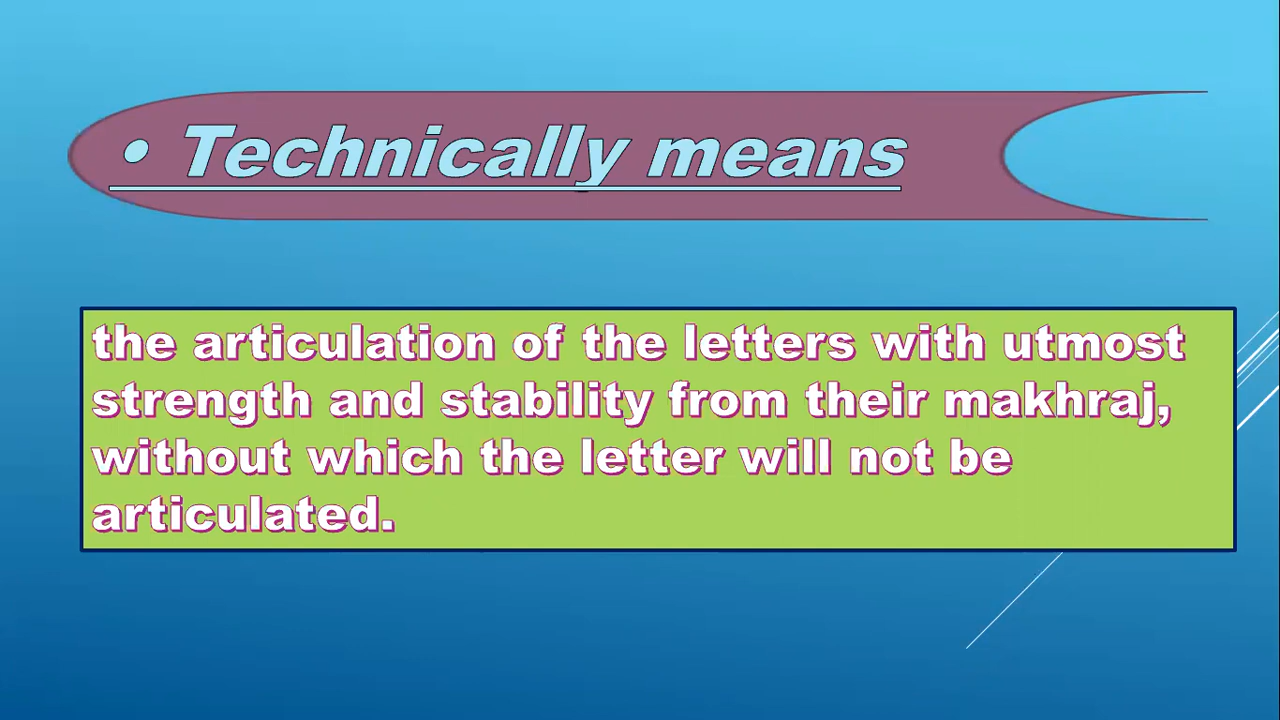 • Technically means
the articulation of the letters with utmost
strength and stability from their makhraj,
without which the letter will not be
articulated.